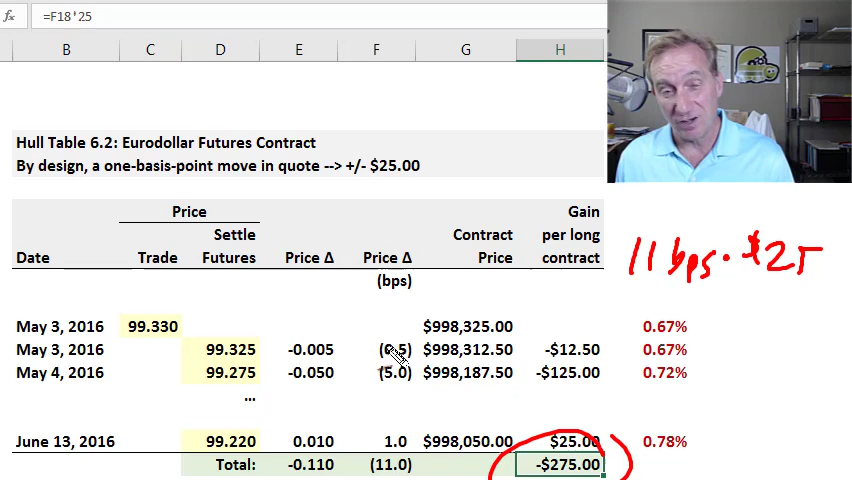 fx =F18*25
B C D E F G H
Hull Table 6.2: Eurodollar Futures Contract
By design, a one-basis-point move in quote --> +/- $25.00
Price Gain
Settle Contract per long
Date Trade Futures Price Δ Price Δ Price contract
(bps)
11 bps · $25
May 3, 2016 99.330 $998,325.00 0.67%
May 3, 2016 99.325 -0.005 (0.5) $998,312.50 -$12.50 0.67%
May 4, 2016 99.275 -0.050 (5.0) $998,187.50 -$125.00 0.72%
...
June 13, 2016 99.220 0.010 1.0 $998,050.00 $25.00 0.78%
Total: -0.110 (11.0) -$275.00